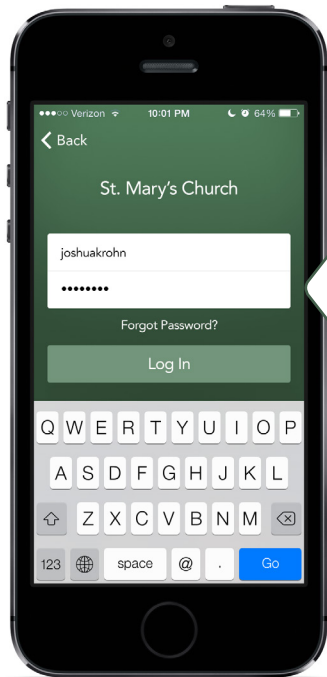 Verizon 10:01 PM 64%
Back
St. Mary's Church
joshuakrohn
••••••••
Forgot Password?
Log In
Q W E R T Y U I O P
A S D F G H J K L
Z X C V B N M
123 space @ . Go